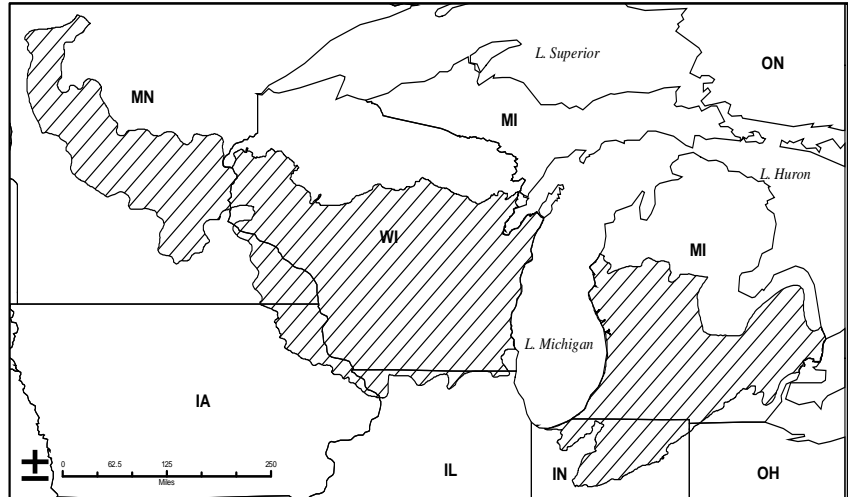 L. Superior
ON
MN
MI
L. Huron
WI
MI
L. Michigan
IA
0 62.5 125 250
Miles
IL
IN
OH